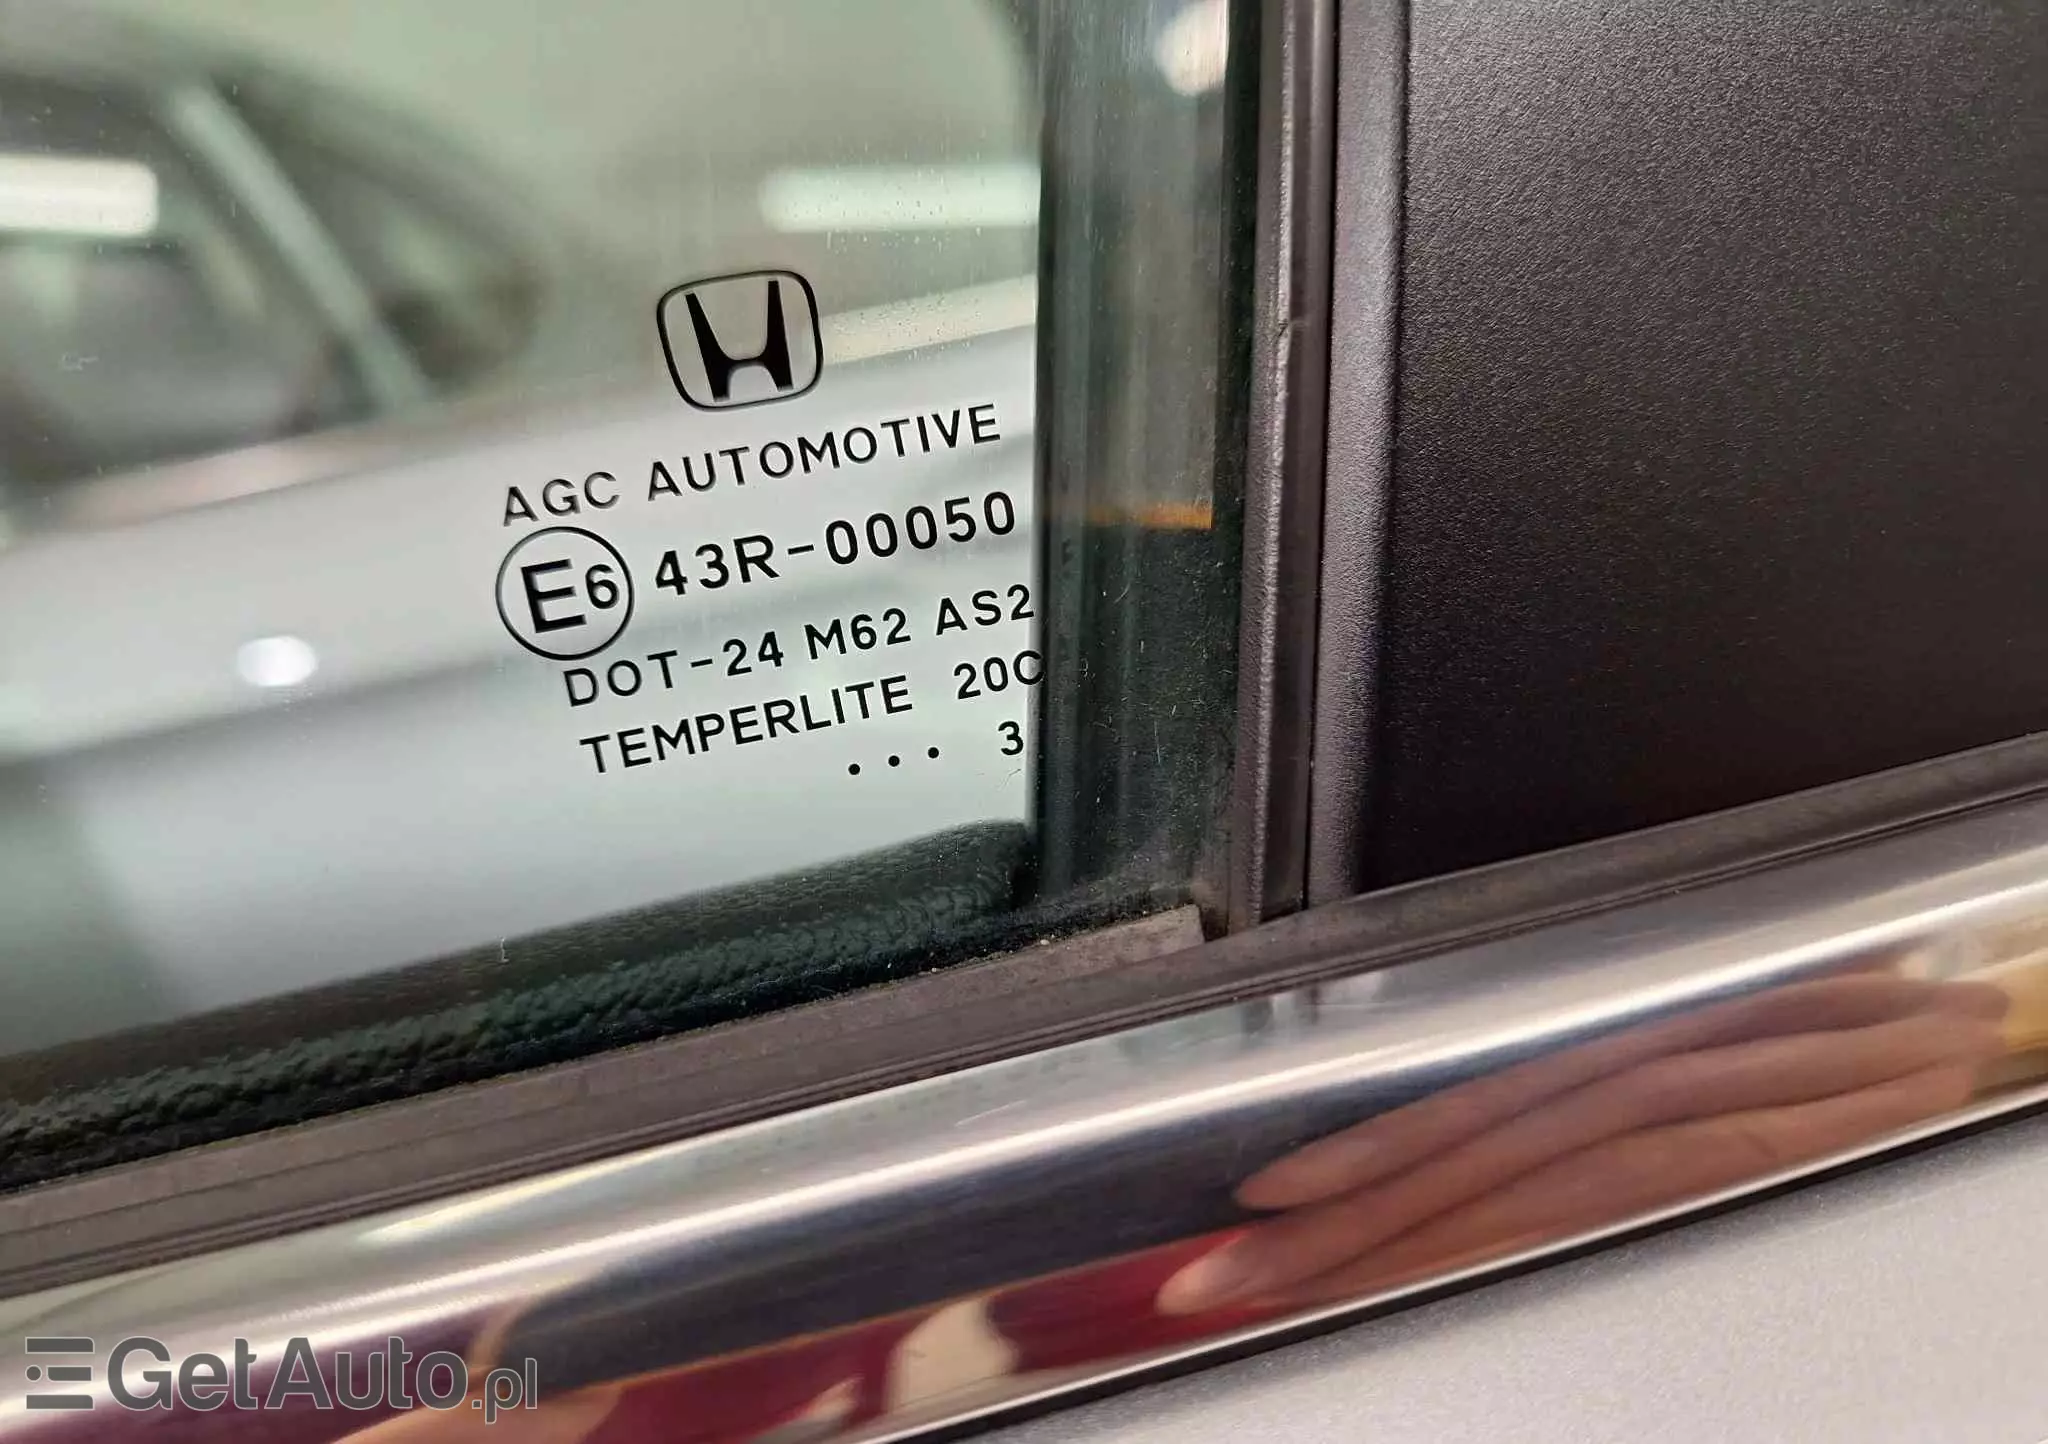 AGC AUTOMOTIVE
E6 43R-00050
DOT-24 M62 AS2
TEMPERLITE 20C
... 3
GetAuto.pl